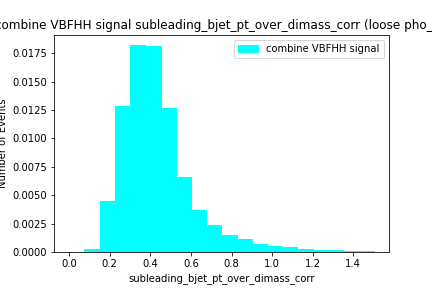 combine VBFHH signal subleading_bjet_pt_over_dimass_corr (loose pho_
combine VBFHH signal
Number of Events
0.0175
0.0150
0.0125
0.0100
0.0075
0.0050
0.0025
0.0000
0.0 0.2 0.4 0.6 0.8 1.0 1.2 1.4
subleading_bjet_pt_over_dimass_corr